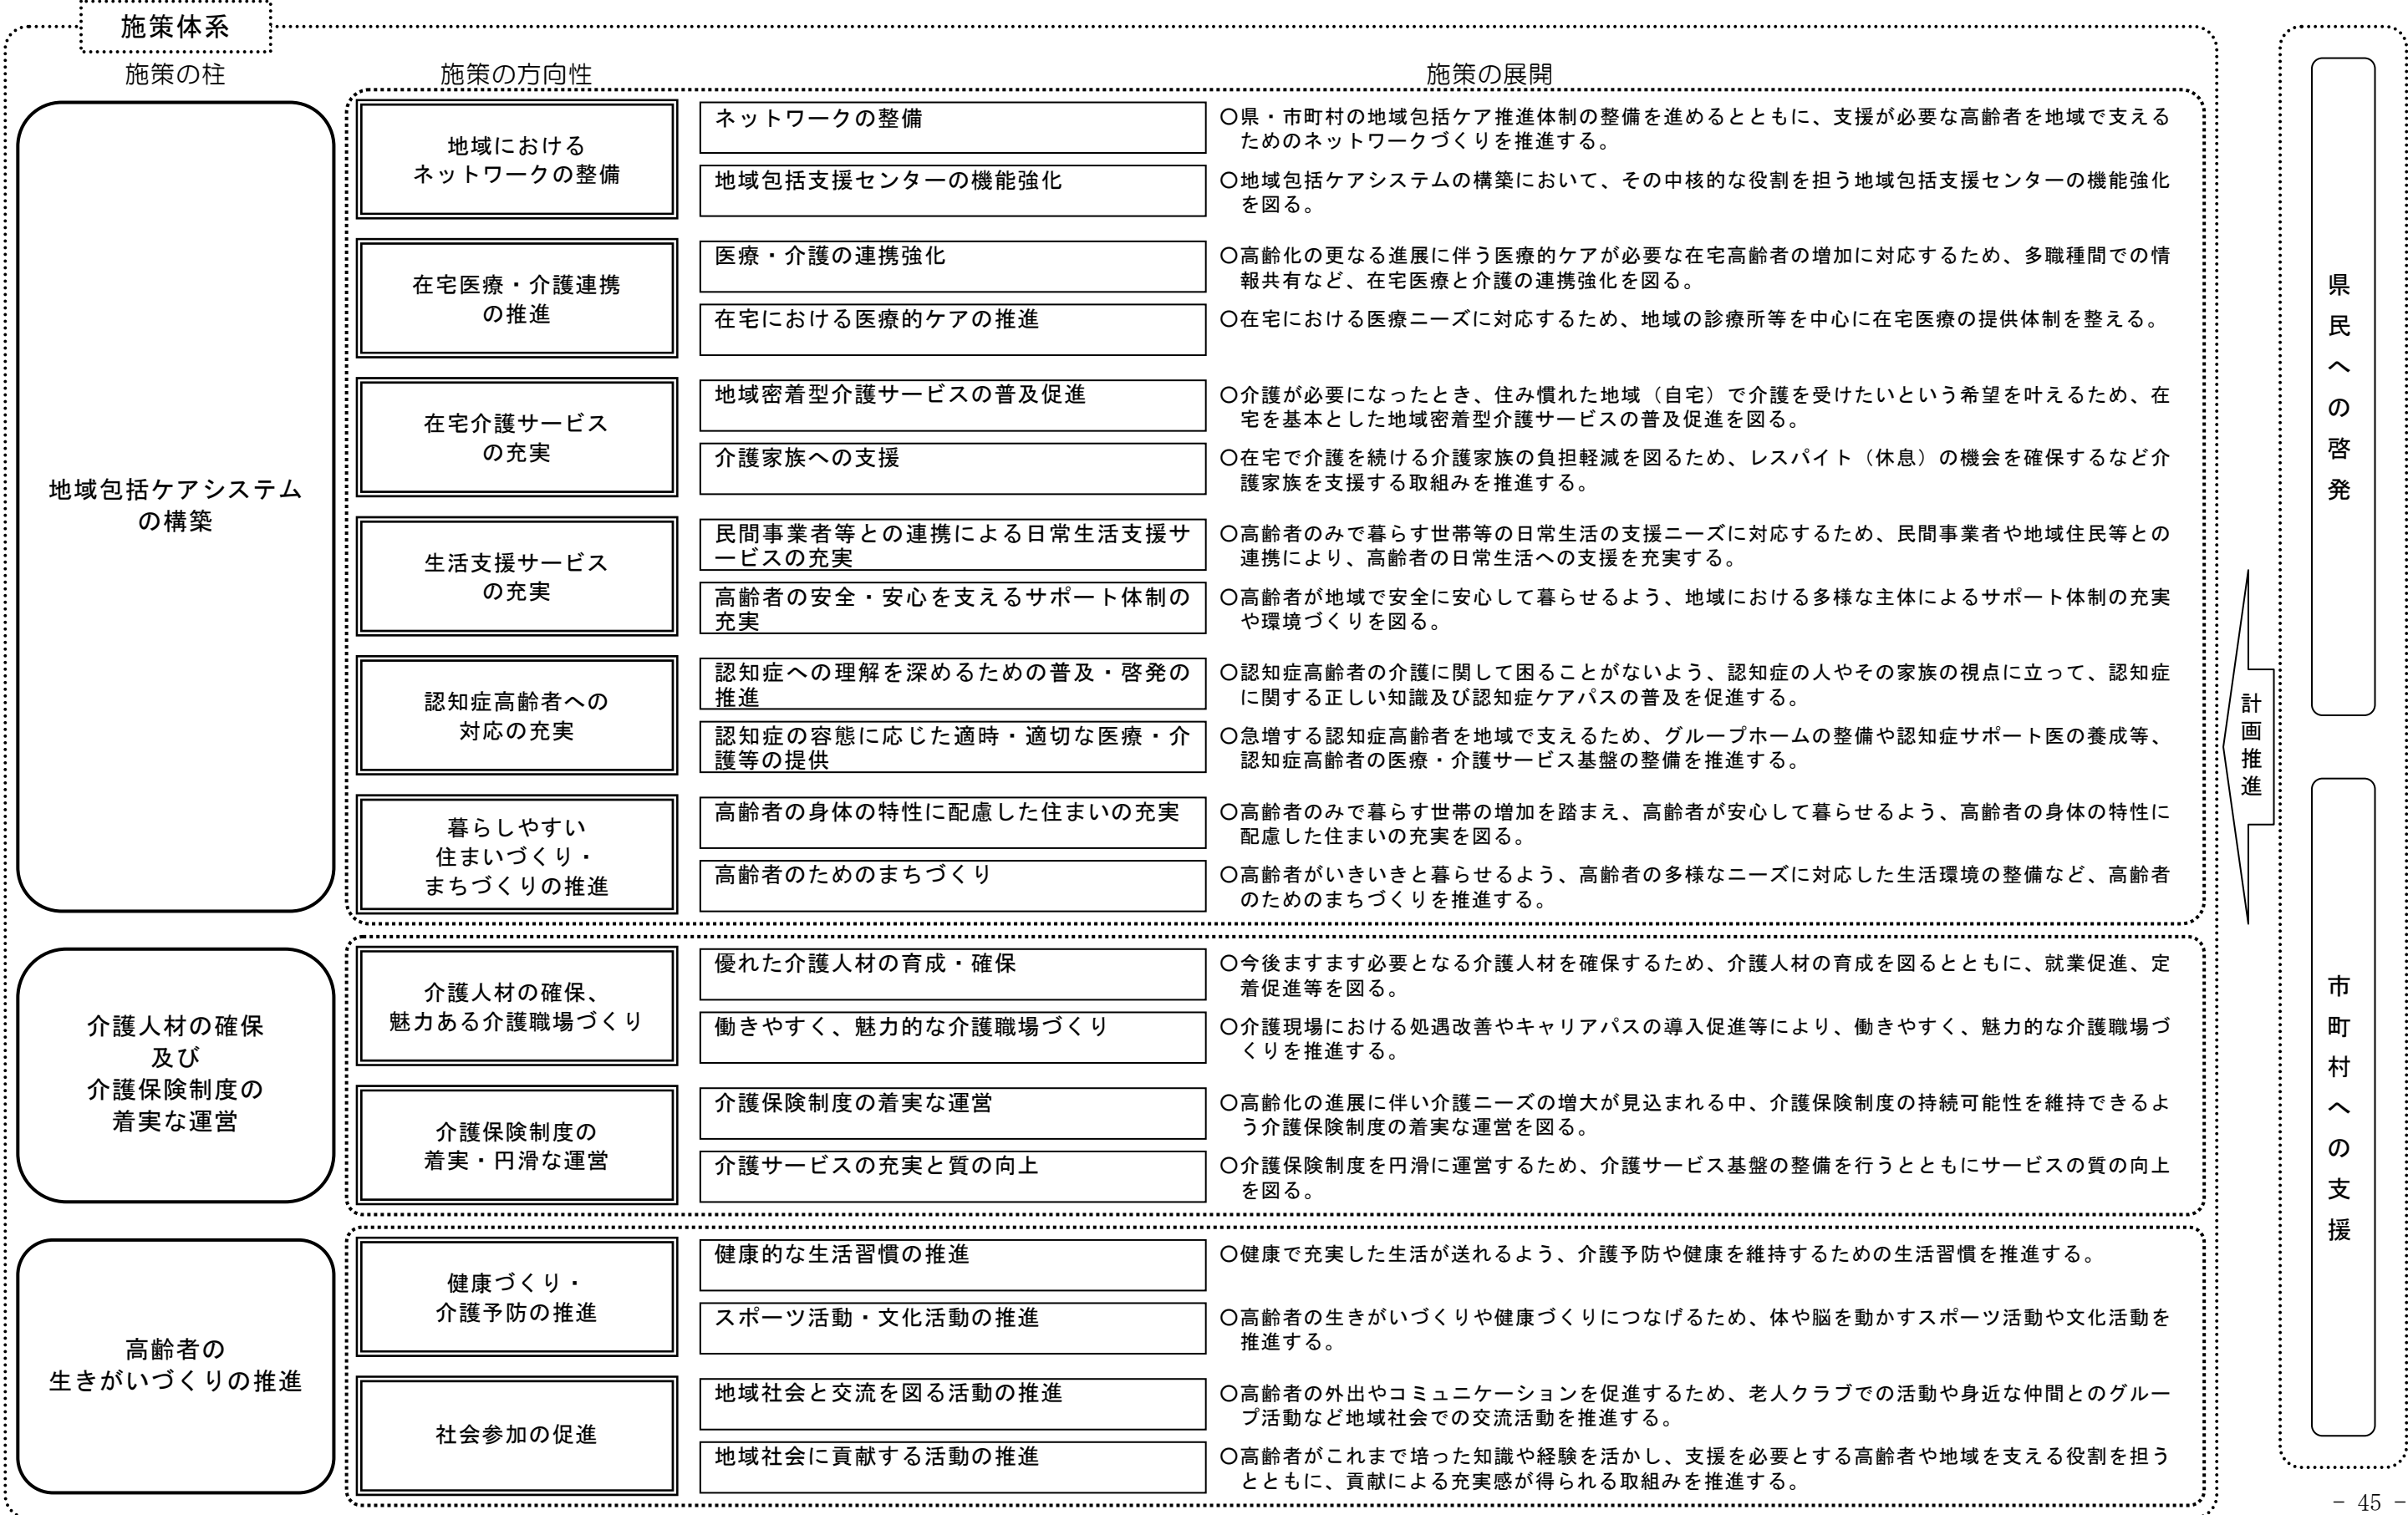 施策体系
施策の柱
施策の方向性
施策の展開
地域包括ケアシステム
の構築
地域における
ネットワークの整備
ネットワークの整備
○県・市町村の地域包括ケア推進体制の整備を進めるとともに、支援が必要な高齢者を地域で支える
ためのネットワークづくりを推進する。
地域包括支援センターの機能強化
○地域包括ケアシステムの構築において、その中核的な役割を担う地域包括支援センターの機能強化
を図る。
在宅医療・介護連携
の推進
医療・介護の連携強化
○高齢化の更なる進展に伴う医療的ケアが必要な在宅高齢者の増加に対応するため、多職種間での情
報共有など、在宅医療と介護の連携強化を図る。
在宅における医療的ケアの推進
○在宅における医療ニーズに対応するため、地域の診療所等を中心に在宅医療の提供体制を整える。
在宅介護サービス
の充実
地域密着型介護サービスの普及促進
○介護が必要になったとき、住み慣れた地域（自宅）で介護を受けたいという希望を叶えるため、在
宅を基本とした地域密着型介護サービスの普及促進を図る。
介護家族への支援
○在宅で介護を続ける介護家族の負担軽減を図るため、レスパイト（休息）の機会を確保するなど介
護家族を支援する取組みを推進する。
生活支援サービス
の充実
民間事業者等との連携による日常生活支援サ
ービスの充実
○高齢者のみで暮らす世帯等の日常生活の支援ニーズに対応するため、民間事業者や地域住民等との
連携により、高齢者の日常生活への支援を充実する。
高齢者の安全・安心を支えるサポート体制の
充実
○高齢者が地域で安全に安心して暮らせるよう、地域における多様な主体によるサポート体制の充実
や環境づくりを図る。
認知症高齢者への
対応の充実
認知症への理解を深めるための普及・啓発の
推進
○認知症高齢者の介護に関して困ることがないよう、認知症の人やその家族の視点に立って、認知症
に関する正しい知識及び認知症ケアパスの普及を促進する。
認知症の容態に応じた適時・適切な医療・介
護等の提供
○急増する認知症高齢者を地域で支えるため、グループホームの整備や認知症サポート医の養成等、
認知症高齢者の医療・介護サービス基盤の整備を推進する。
暮らしやすい
住まいづくり・
まちづくりの推進
高齢者の身体の特性に配慮した住まいの充実
○高齢者のみで暮らす世帯の増加を踏まえ、高齢者が安心して暮らせるよう、高齢者の身体の特性に
配慮した住まいの充実を図る。
高齢者のためのまちづくり
○高齢者がいきいきと暮らせるよう、高齢者の多様なニーズに対応した生活環境の整備など、高齢者
のためのまちづくりを推進する。
介護人材の確保
及び
介護保険制度の
着実な運営
介護人材の確保、
魅力ある介護職場づくり
優れた介護人材の育成・確保
○今後ますます必要となる介護人材を確保するため、介護人材の育成を図るとともに、就業促進、定
着促進等を図る。
働きやすく、魅力的な介護職場づくり
○介護現場における処遇改善やキャリアパスの導入促進等により、働きやすく、魅力的な介護職場づ
くりを推進する。
介護保険制度の
着実・円滑な運営
介護保険制度の着実な運営
○高齢化の進展に伴い介護ニーズの増大が見込まれる中、介護保険制度の持続可能性を維持できるよ
う介護保険制度の着実な運営を図る。
介護サービスの充実と質の向上
○介護保険制度を円滑に運営するため、介護サービス基盤の整備を行うとともにサービスの質の向上
を図る。
高齢者の
生きがいづくりの推進
健康づくり・
介護予防の推進
健康的な生活習慣の推進
○健康で充実した生活が送れるよう、介護予防や健康を維持するための生活習慣を推進する。
スポーツ活動・文化活動の推進
○高齢者の生きがいづくりや健康づくりにつなげるため、体や脳を動かすスポーツ活動や文化活動を
推進する。
社会参加の促進
地域社会と交流を図る活動の推進
○高齢者の外出やコミュニケーションを促進するため、老人クラブでの活動や身近な仲間とのグルー
プ活動など地域社会での交流活動を推進する。
地域社会に貢献する活動の推進
○高齢者がこれまで培った知識や経験を活かし、支援を必要とする高齢者や地域を支える役割を担う
とともに、貢献による充実感が得られる取組みを推進する。
計画推進
県民への啓発
市町村への支援
- 45 -